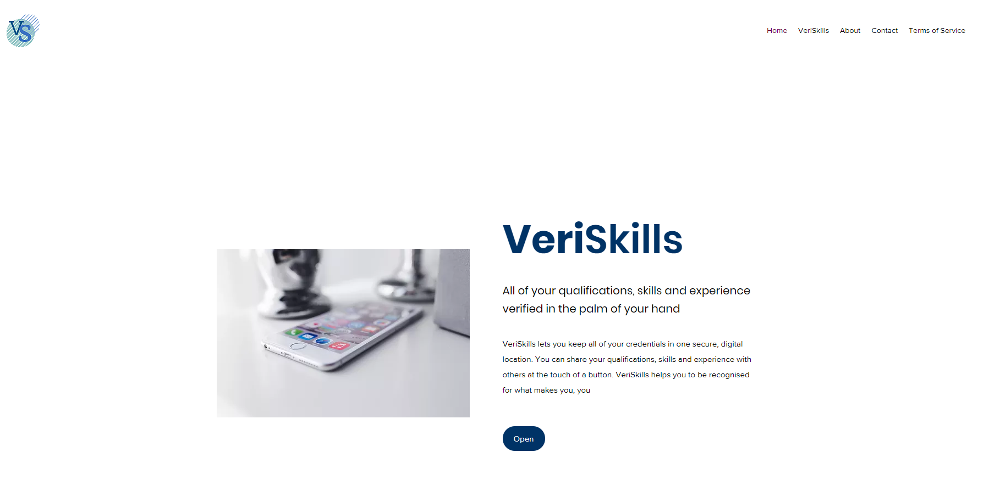 VS
Home VeriSkills About Contact Terms of Service
VeriSkills
All of your qualifications, skills and experience
verified in the palm of your hand
VeriSkills lets you keep all of your credentials in one secure, digital
location. You can share your qualifications, skills and experience with
others at the touch of a button. VeriSkills helps you to be recognised
for what makes you, you
Open